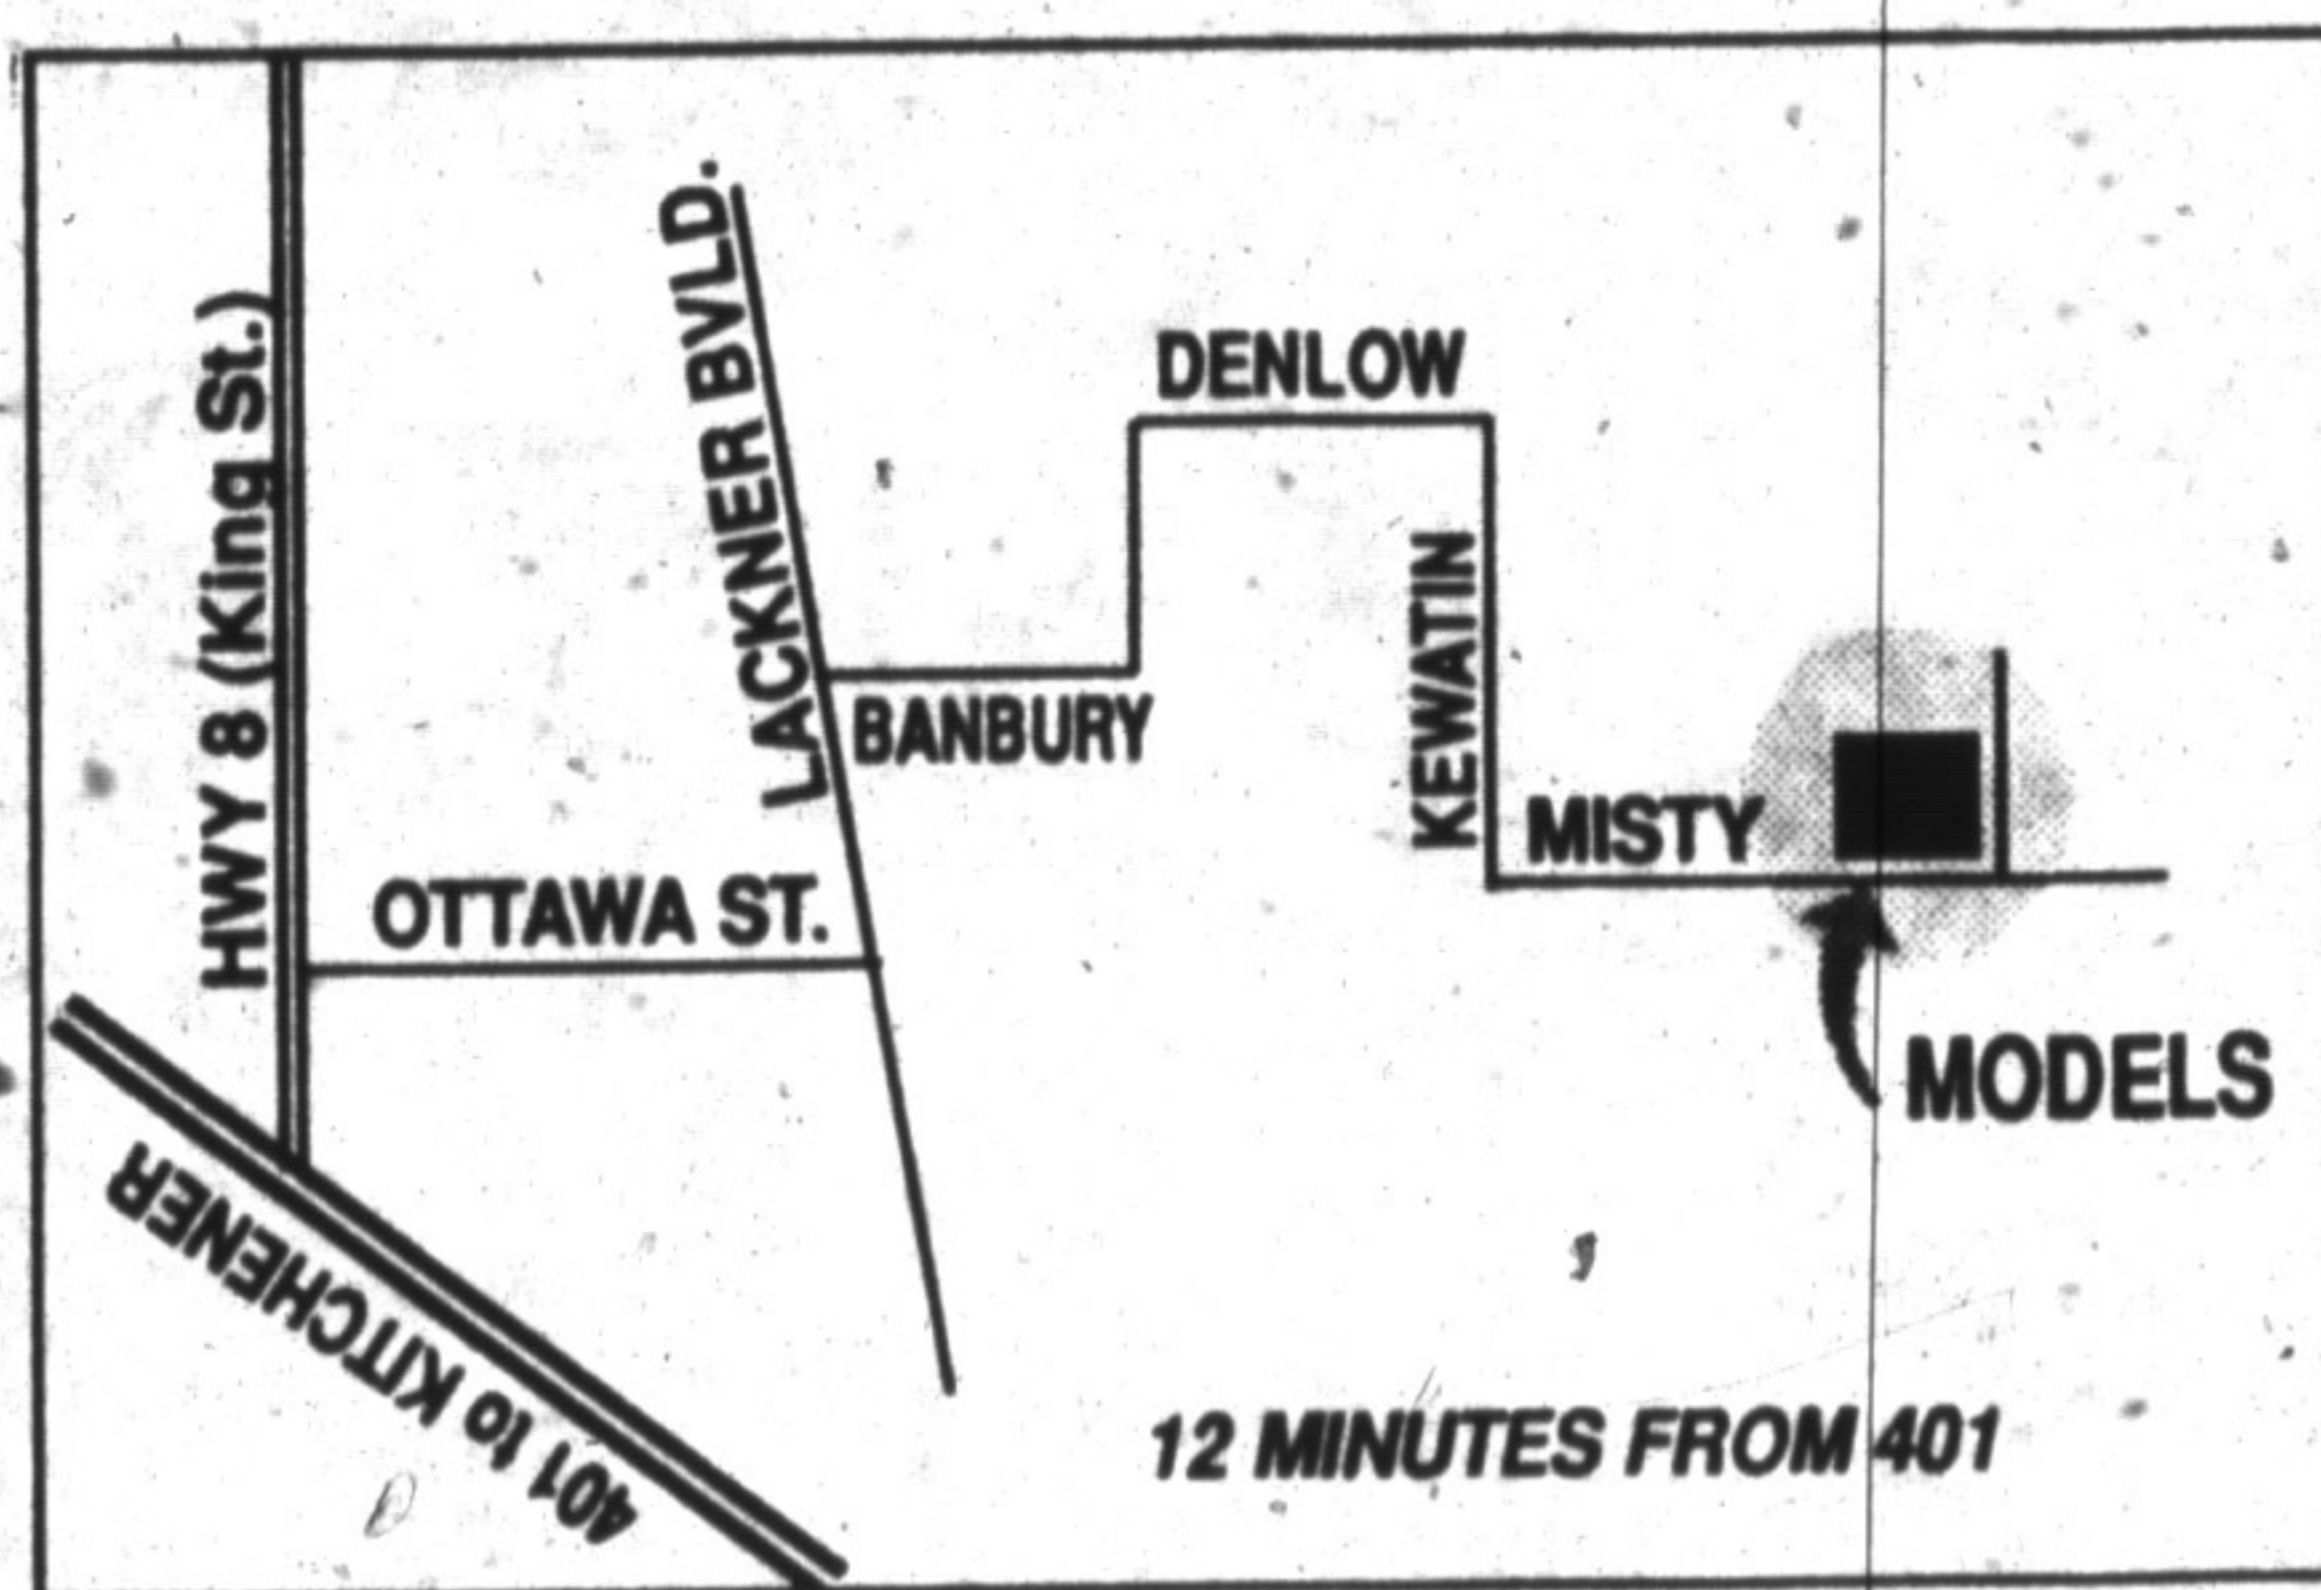 HWY 8 (King St.)
LACKNER BVLD.
DENLOW
BANBURY
KEWATIN
MISTY
OTTAWA ST.
MODELS
401 to KITCHENER
12 MINUTES FROM 401